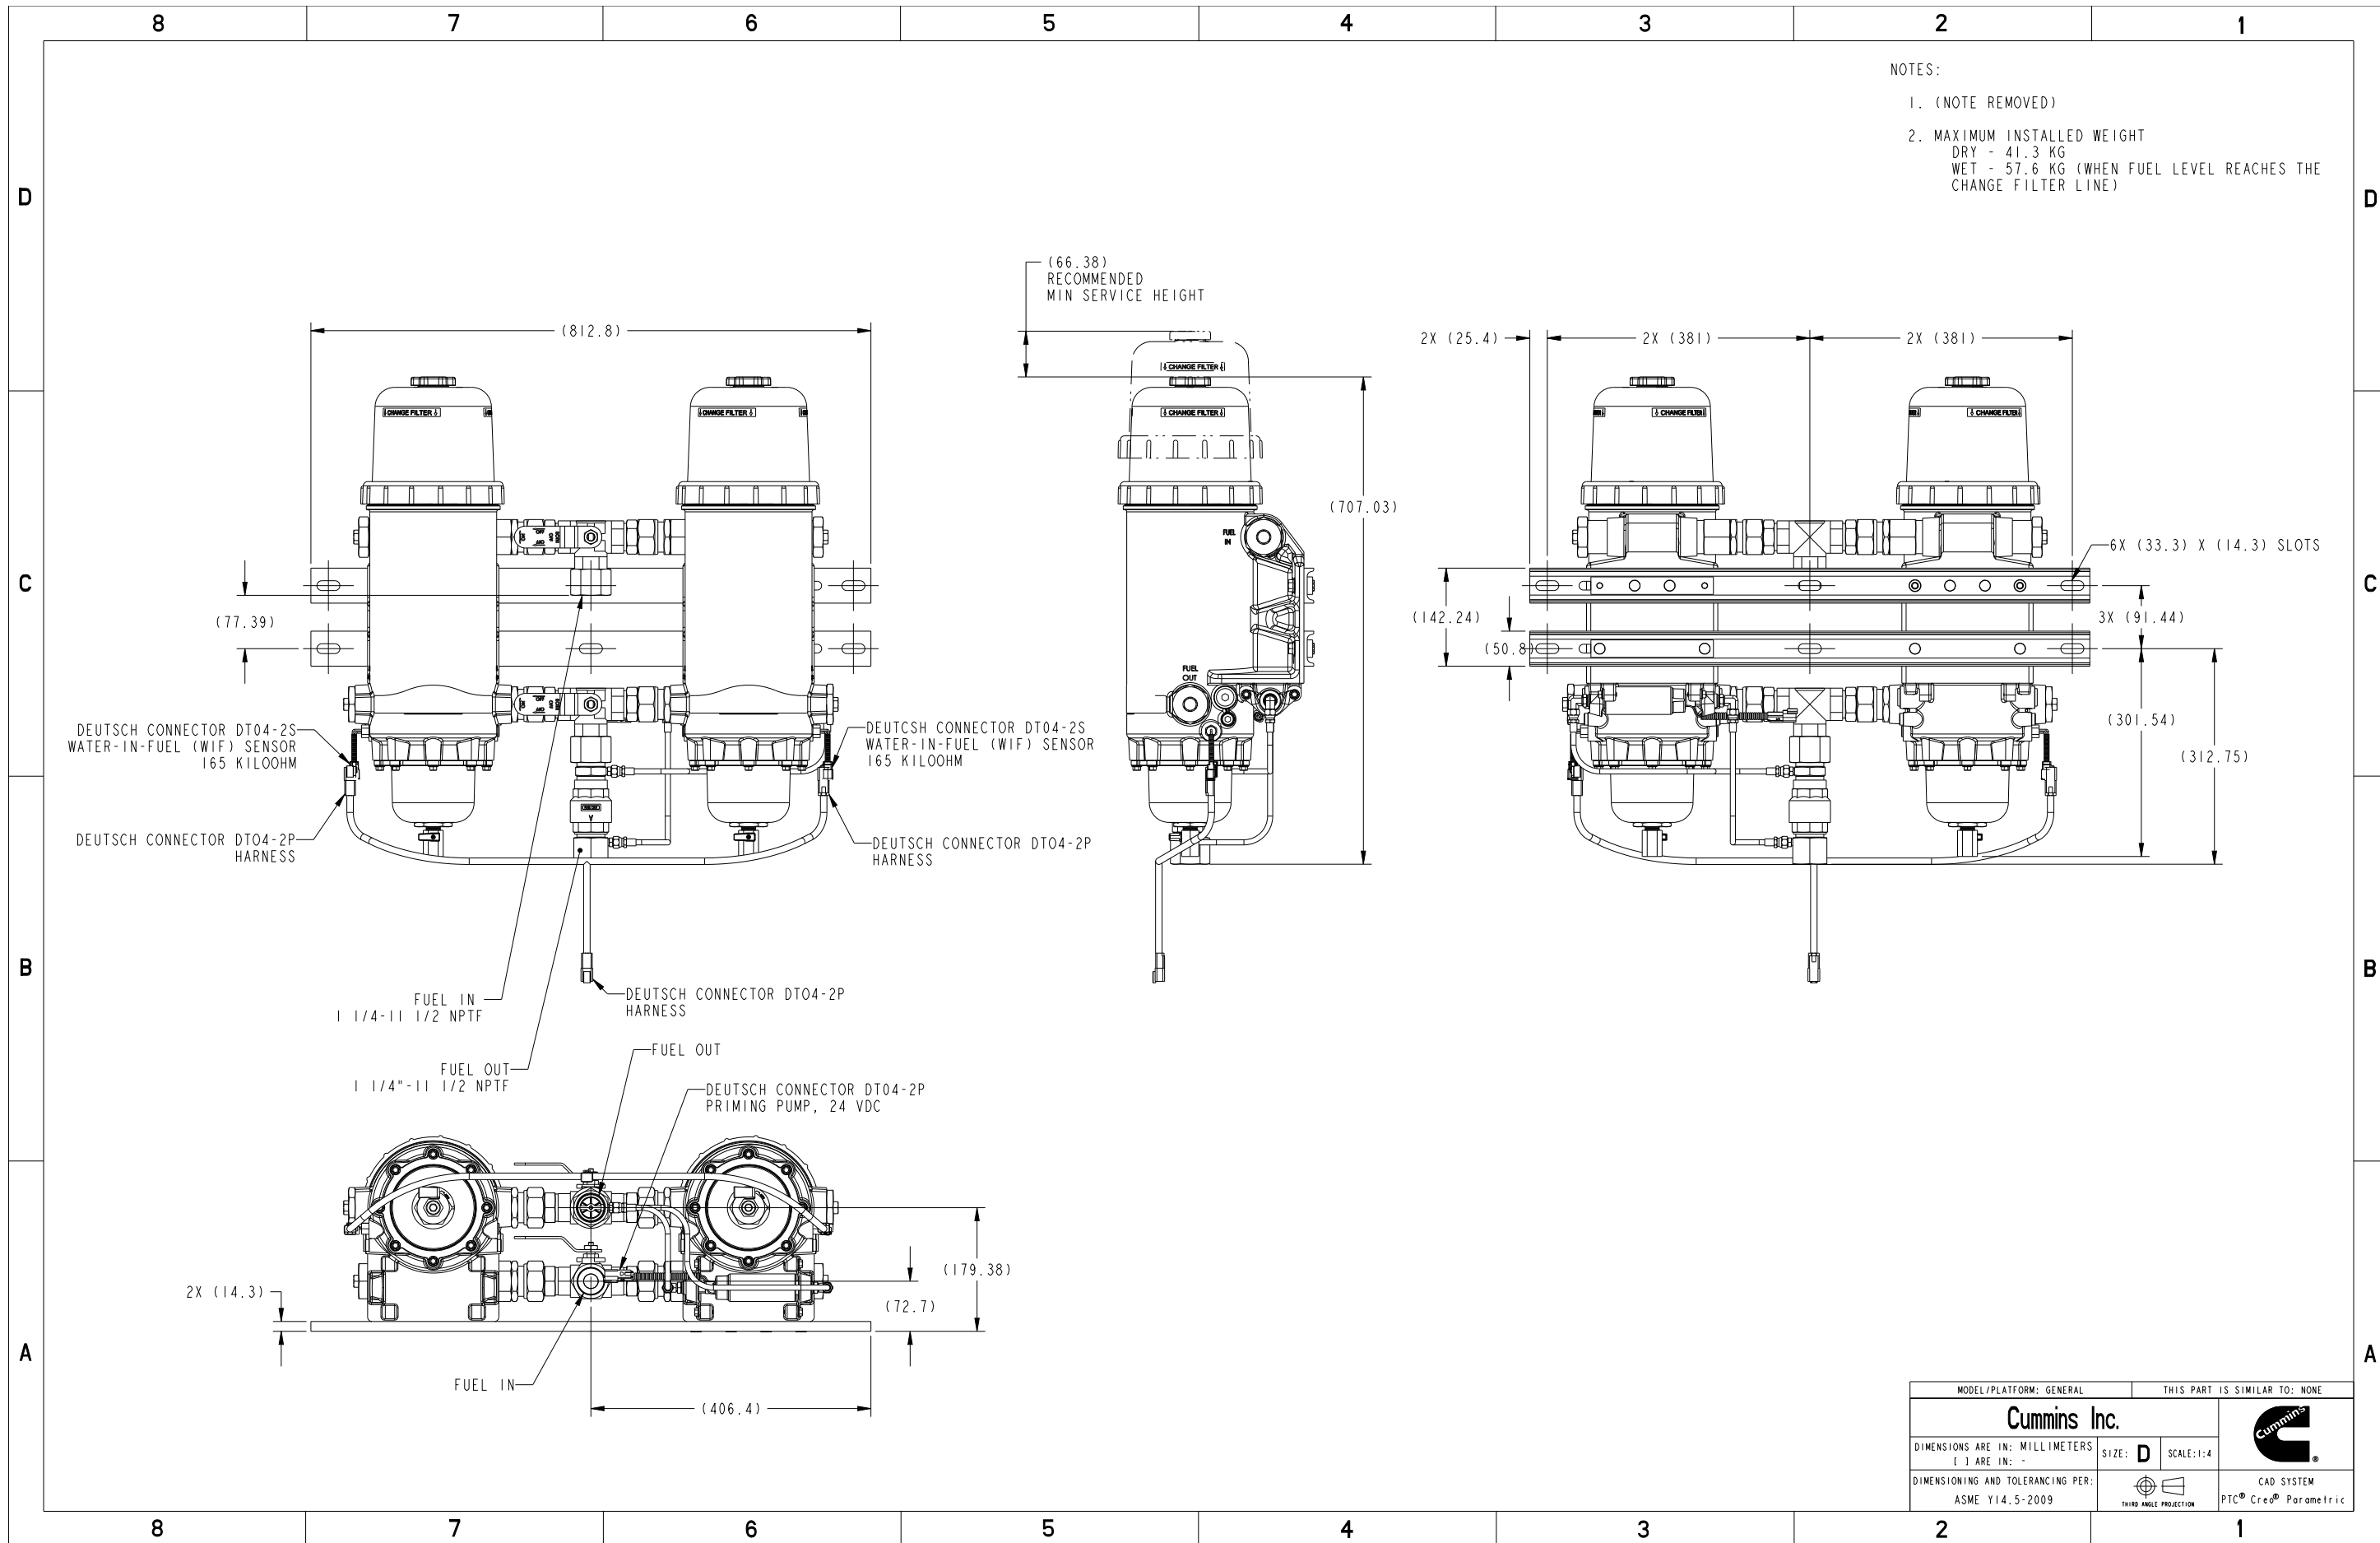 8 7 6 5 4 3 2 1
NOTES:
1. (NOTE REMOVED)
2. MAXIMUM INSTALLED WEIGHT
DRY - 41.3 KG
WET - 57.6 KG (WHEN FUEL LEVEL REACHES THE
CHANGE FILTER LINE)
D
D
(66.38)
RECOMMENDED
MIN SERVICE HEIGHT
(812.8)
2X (25.4)
2X (381)
2X (381)
↓ CHANGE FILTER ↓
↓ CHANGE FILTER ↓
↓ CHANGE FILTER ↓
↓ CHANGE FILTER ↓
↓ CHANGE FILTER ↓
↓ CHANGE FILTER ↓
(707.03)
FUEL
IN
6X (33.3) X (14.3) SLOTS
C
C
(77.39)
(142.24)
(50.8)
3X (91.44)
FUEL
OUT
(301.54)
(312.75)
DEUTSCH CONNECTOR DT04-2S
WATER-IN-FUEL (WIF) SENSOR
165 KILOOHM
DEUTCSH CONNECTOR DT04-2S
WATER-IN-FUEL (WIF) SENSOR
165 KILOOHM
DEUTSCH CONNECTOR DT04-2P
HARNESS
DEUTSCH CONNECTOR DT04-2P
HARNESS
B
B
DEUTSCH CONNECTOR DT04-2P
HARNESS
FUEL IN
1 1/4-11 1/2 NPTF
FUEL OUT
1 1/4"-11 1/2 NPTF
FUEL OUT
DEUTSCH CONNECTOR DT04-2P
PRIMING PUMP, 24 VDC
(179.38)
2X (14.3)
(72.7)
A
A
FUEL IN
(406.4)
MODEL/PLATFORM: GENERAL
THIS PART IS SIMILAR TO: NONE
Cummins Inc.
Cummins
®
DIMENSIONS ARE IN: MILLIMETERS
[ ] ARE IN: -
SIZE: D
SCALE:1:4
DIMENSIONING AND TOLERANCING PER:
ASME Y14.5-2009
THIRD ANGLE PROJECTION
CAD SYSTEM
PTC® Creo® Parametric
8 7 6 5 4 3 2 1